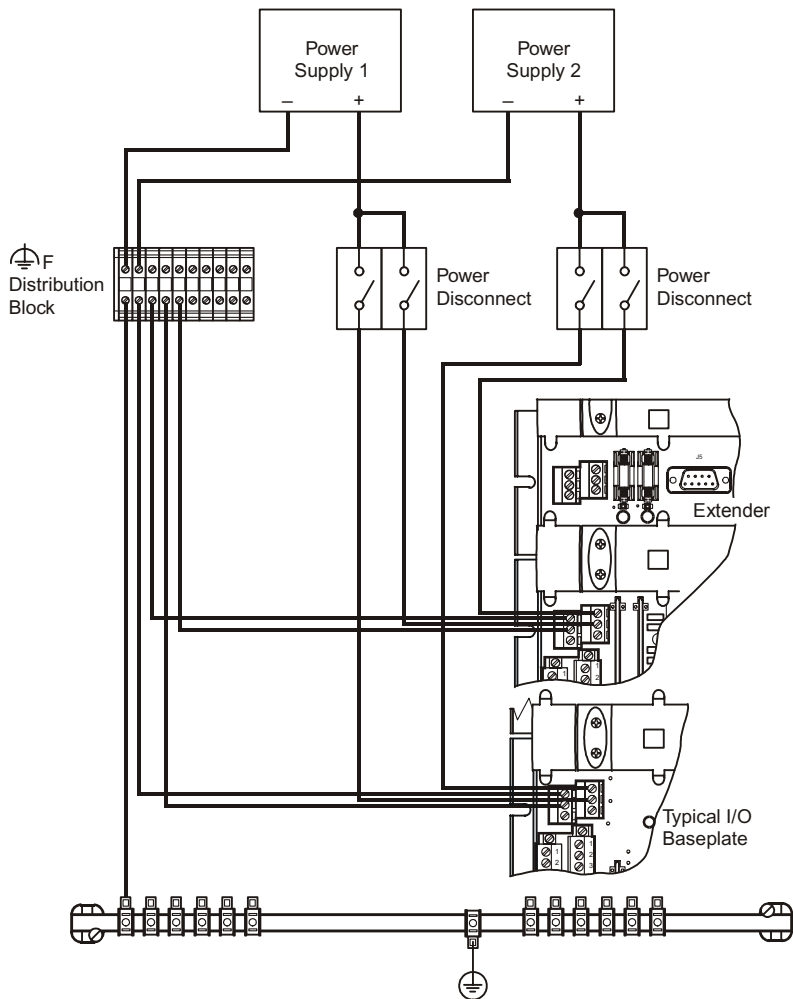 Power
Supply 1
– +
Power
Supply 2
– +
F
Distribution
Block
Power
Disconnect
Power
Disconnect
J5
Extender
1
1
2
Typical I/O
Baseplate
1
2
1
2
3